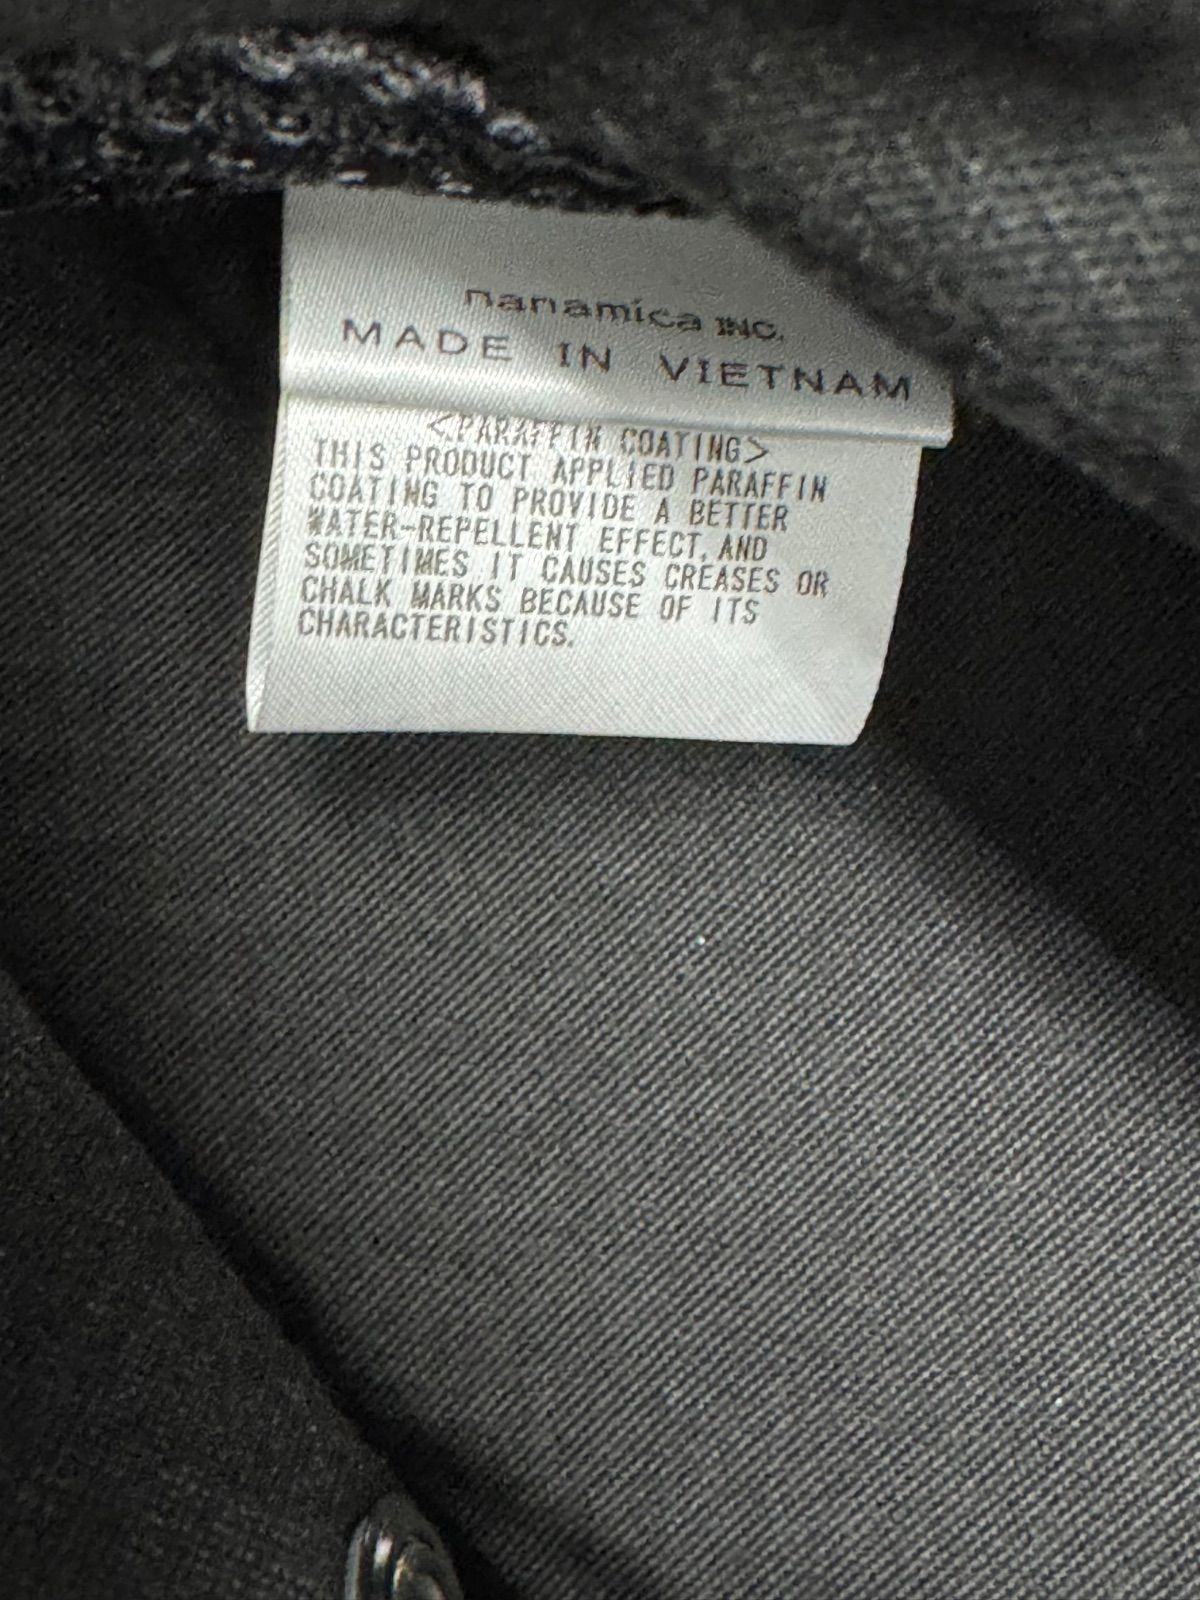 nanamica INC.
MADE IN VIETNAM
<PARAFFIN COATING>
THIS PRODUCT APPLIED PARAFFIN
COATING TO PROVIDE A BETTER
WATER-REPELLENT EFFECT, AND
SOMETIMES IT CAUSES CREASES OR
CHALK MARKS BECAUSE OF ITS
CHARACTERISTICS.